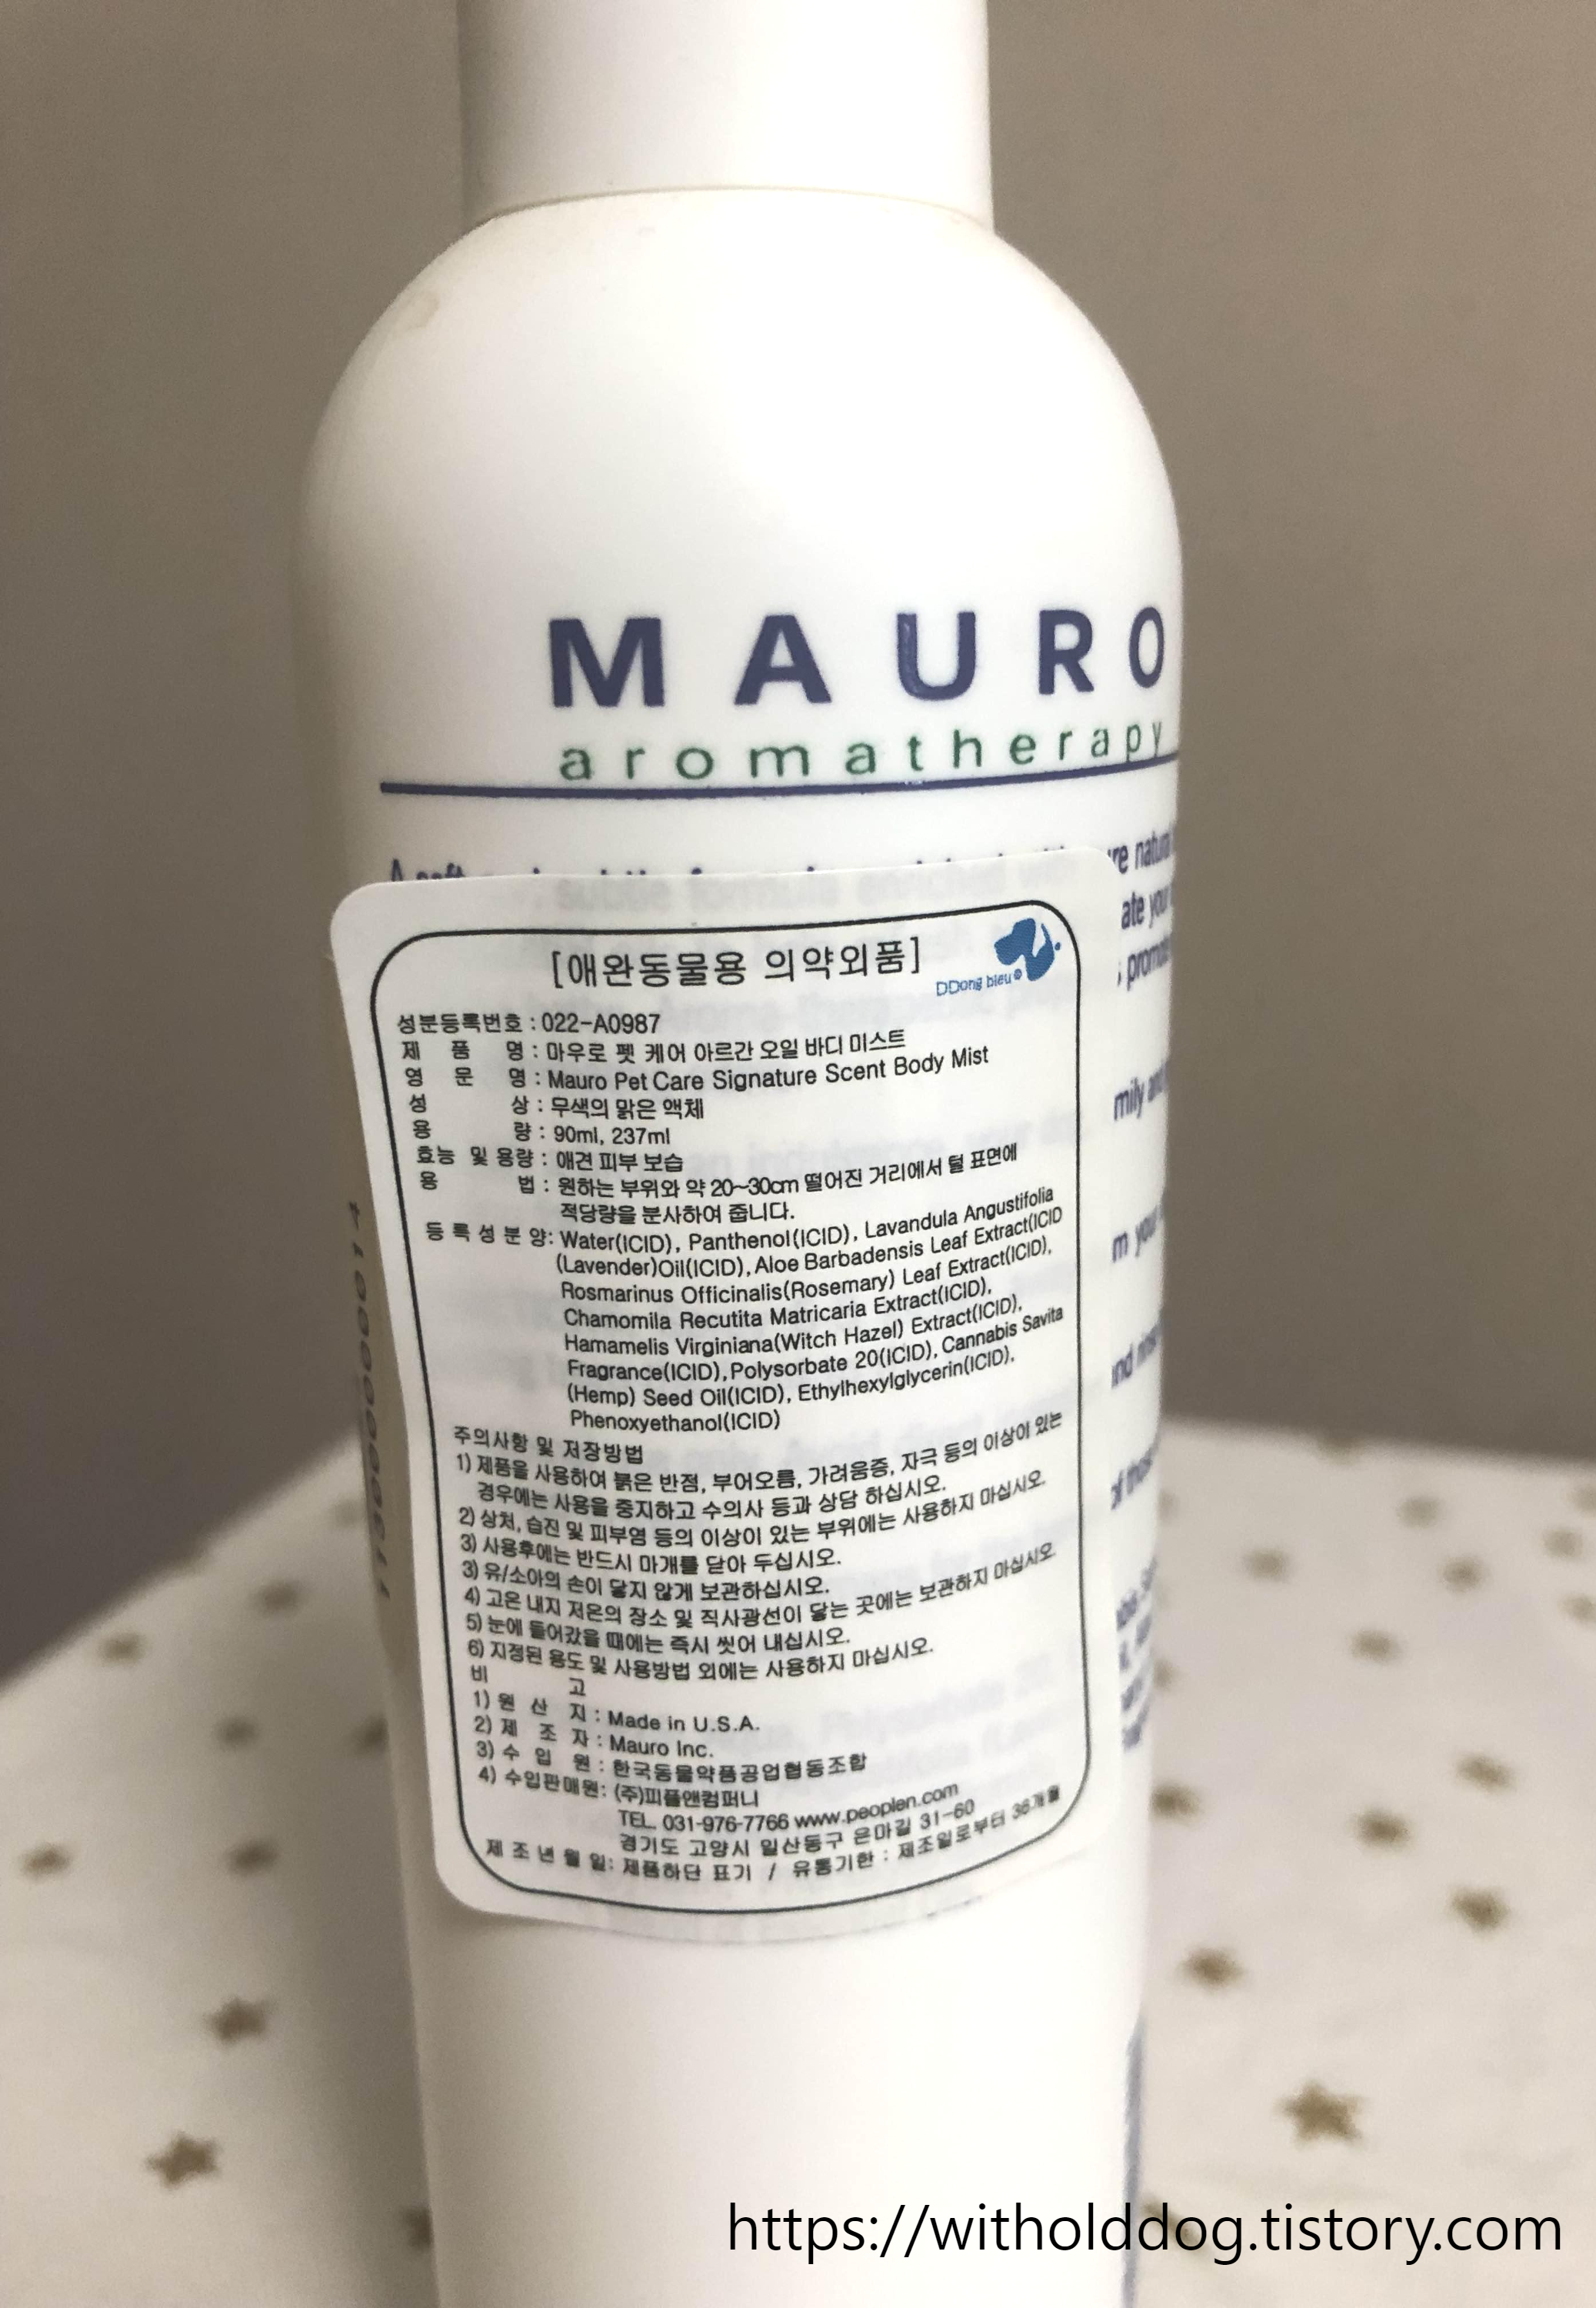 MAURO
aromatherapy
re natural
ate your
promo
mily and
[애완동물용 의약외품]
DDong bleu®
성분등록번호 : 022-A0987
제 품 명 : 마우로 펫 케어 아르간 오일 바디 미스트
영 문 명 : Mauro Pet Care Signature Scent Body Mist
성 상 : 무색의 맑은 액체
용 량 : 90ml, 237ml
효능 및 용량 : 애견 피부 보습
용 법 : 원하는 부위와 약 20~30cm 떨어진 거리에서 털 표면에
적당량을 분사하여 줍니다.
등 록 성 분 양: Water(ICID), Panthenol(ICID), Lavandula Angustifolia
(Lavender)Oil(ICID), Aloe Barbadensis Leaf Extract(ICID
Rosmarinus Officinalis(Rosemary) Leaf Extract(ICID),
Chamomila Recutita Matricaria Extract(ICID),
Hamamelis Virginiana(Witch Hazel) Extract(ICID),
Fragrance(ICID), Polysorbate 20(ICID), Cannabis Savita
(Hemp) Seed Oil(ICID), Ethylhexylglycerin(ICID),
Phenoxyethanol(ICID)
주의사항 및 저장방법
1) 제품을 사용하여 붉은 반점, 부어오름, 가려움증, 자극 등의 이상이 있는
경우에는 사용을 중지하고 수의사 등과 상담 하십시오.
2) 상처, 습진 및 피부염 등의 이상이 있는 부위에는 사용하지 마십시오.
3) 사용후에는 반드시 마개를 닫아 두십시오.
3) 유/소아의 손이 닿지 않게 보관하십시오.
4) 고온 내지 저온의 장소 및 직사광선이 닿는 곳에는 보관하지 마십시오.
5) 눈에 들어갔을 때에는 즉시 씻어 내십시오.
6) 지정된 용도 및 사용방법 외에는 사용하지 마십시오.
비 고
1) 원 산 지 : Made in U.S.A.
2) 제 조 자 : Mauro Inc.
3) 수 입 원 : 한국동물약품공업협동조합
4) 수입판매원: (주)피플앤컴퍼니
TEL. 031-976-7766 www.peoplen.com
경기도 고양시 일산동구 은마길 31-60
제 조 년 월 일: 제품하단 표기 / 유통기한 : 제조일로부터 36개월
https://witholddog.tistory.com